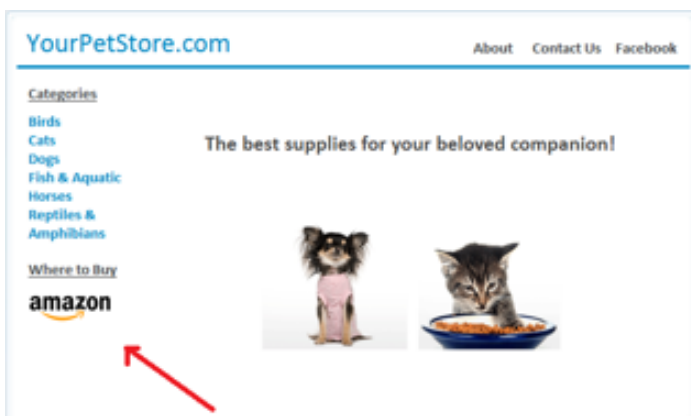 YourPetStore.com
About Contact Us Facebook
Categories
Birds
Cats
Dogs
Fish & Aquatic
Horses
Reptiles &
Amphibians
The best supplies for your beloved companion!
Where to Buy
amazon